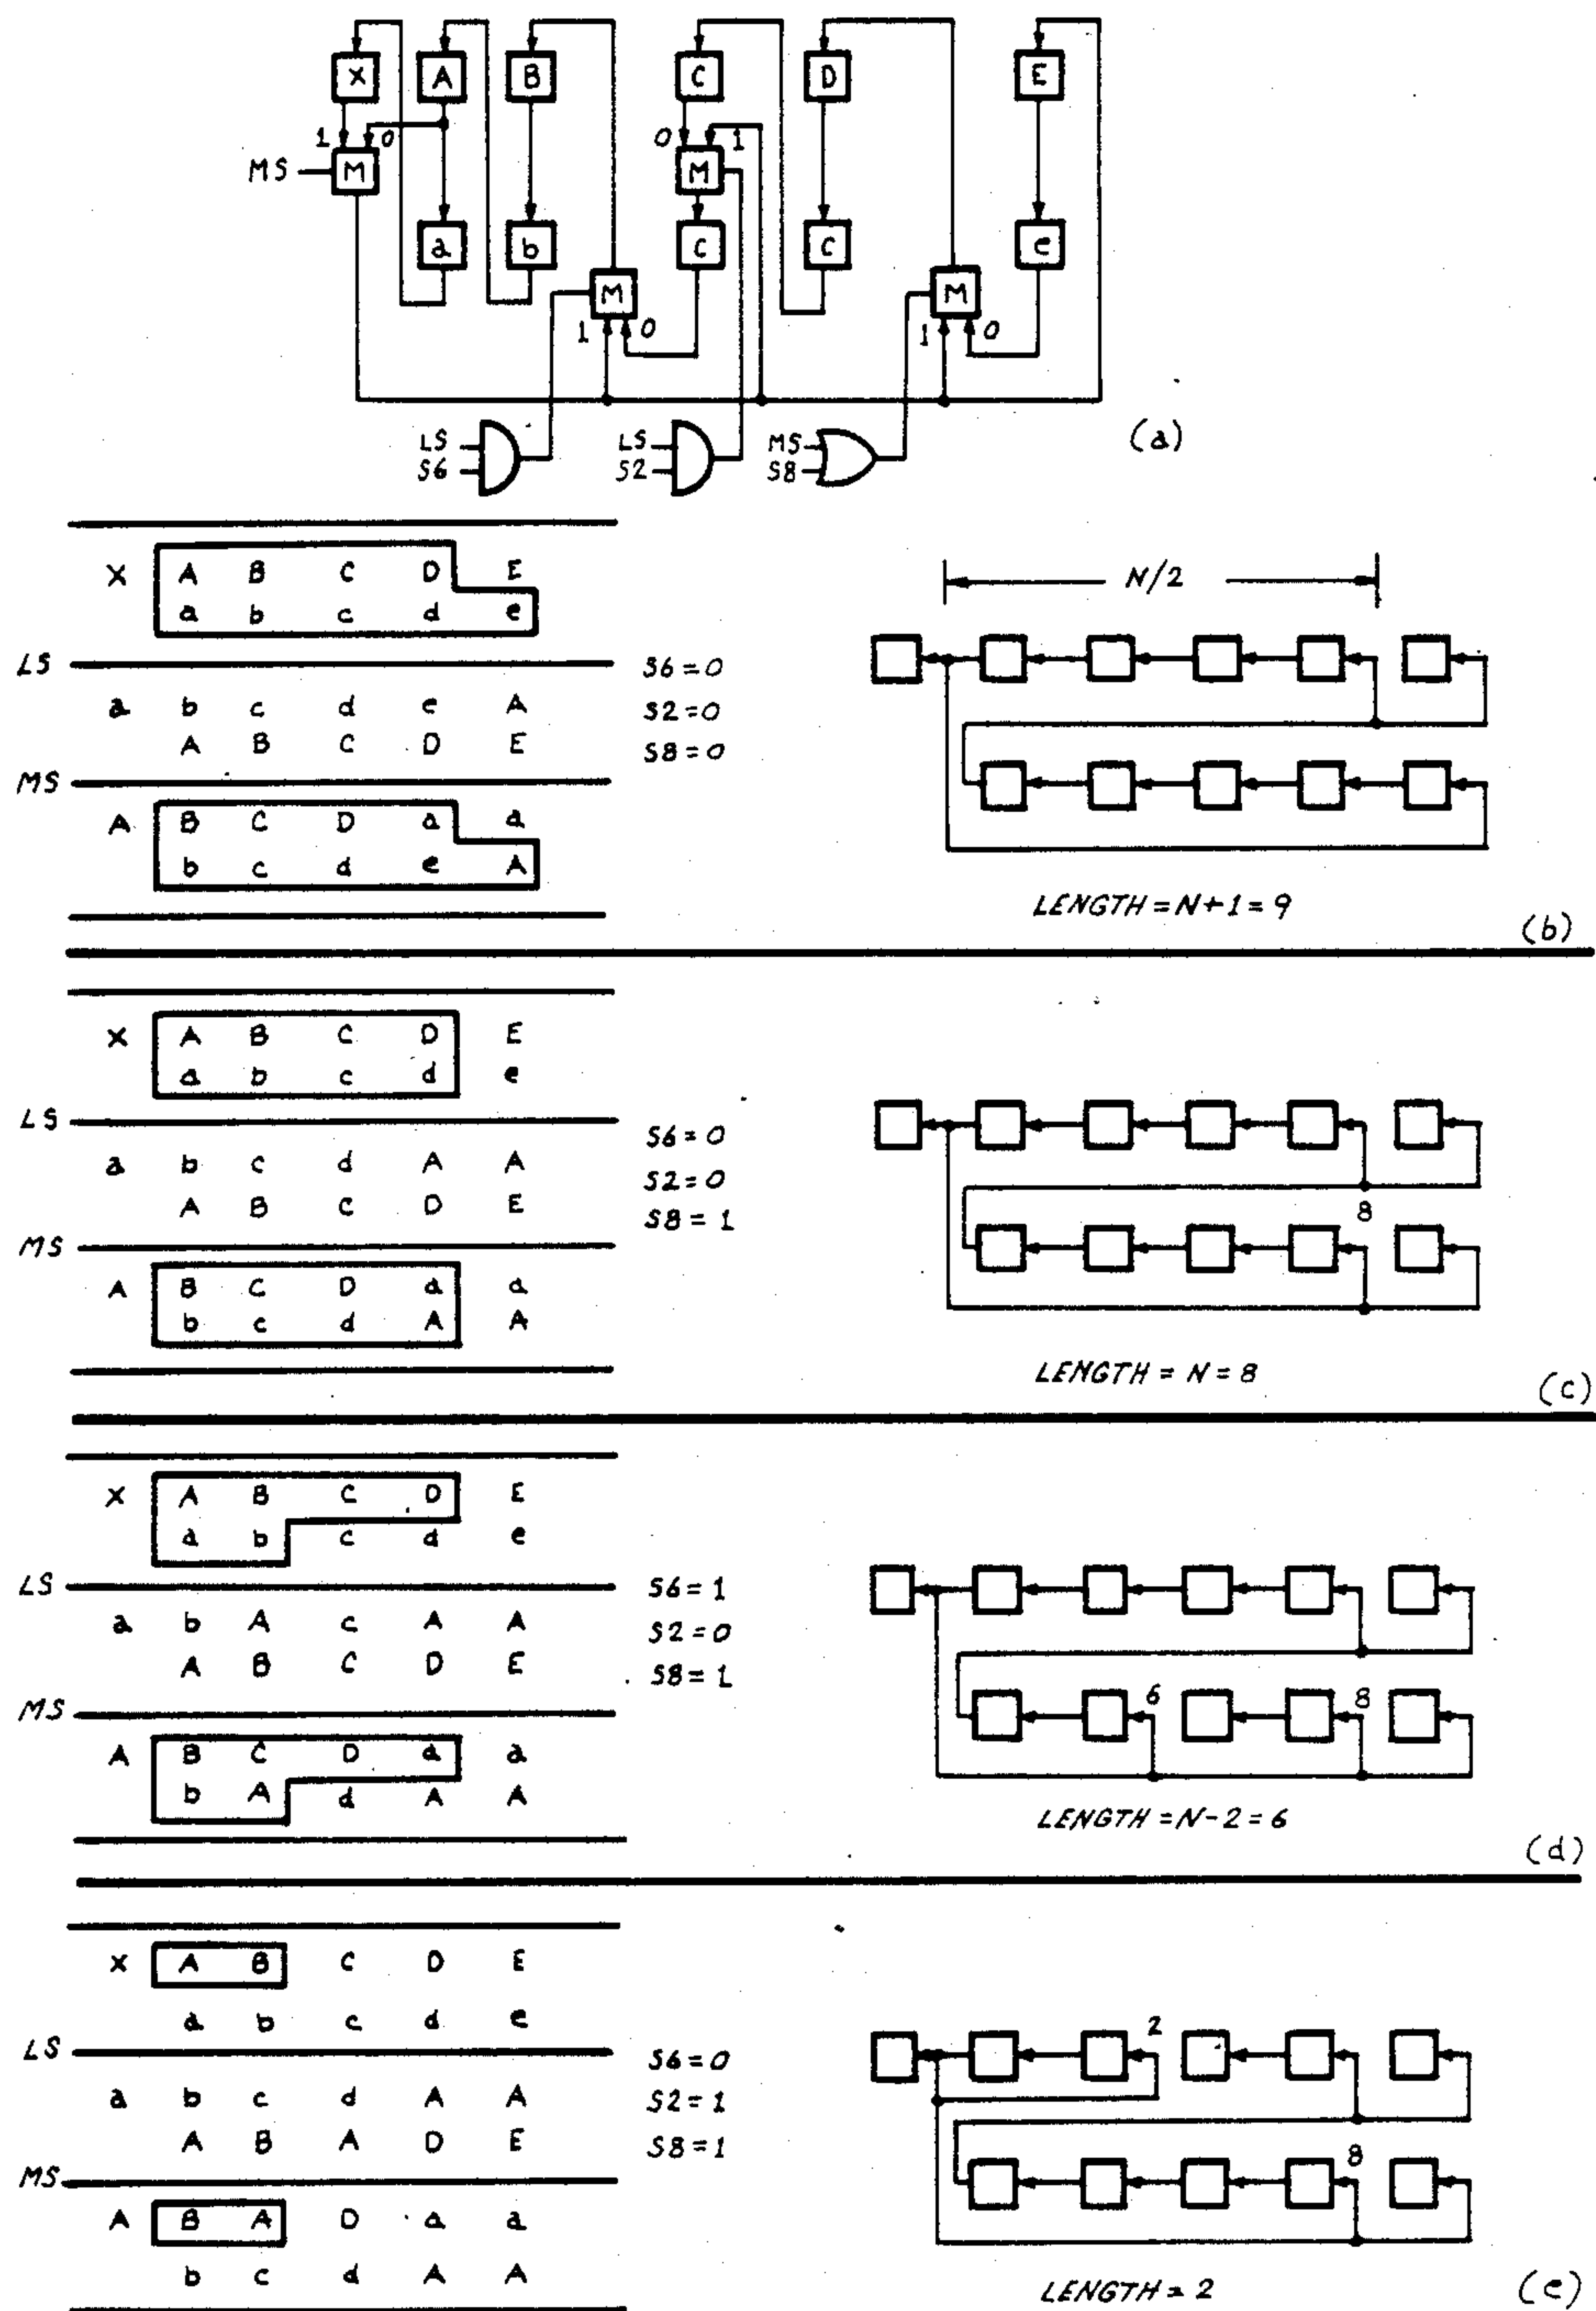 X A B C D E
1 0 0 1
MS M M
a b c c e
M M
1 0 1 0
LS LS MS
S6 S2 S8
(a)
X A B C D E
a b c d e
N/2
LS S6 = 0
a b c d e A S2 = 0
A B C D E S8 = 0
MS
A B C D a a
b c d e A
LENGTH = N + 1 = 9
(b)
X A B C D E
a b c d e
LS S6 = 0
a b c d A A S2 = 0
A B C D E S8 = 1
8
MS
A B C D a a
b c d A A
LENGTH = N = 8
(c)
X A B C D E
a b c d e
LS S6 = 1
a b A c A A S2 = 0
A B C D E S8 = 1
6 8
MS
A B C D a a
b A d A A
LENGTH = N - 2 = 6
(d)
X A B C D E
a b c d e
2
LS S6 = 0
a b c d A A S2 = 1
A B A D E S8 = 1
8
MS
A B A D a a
b c d A A
LENGTH = 2
(e)